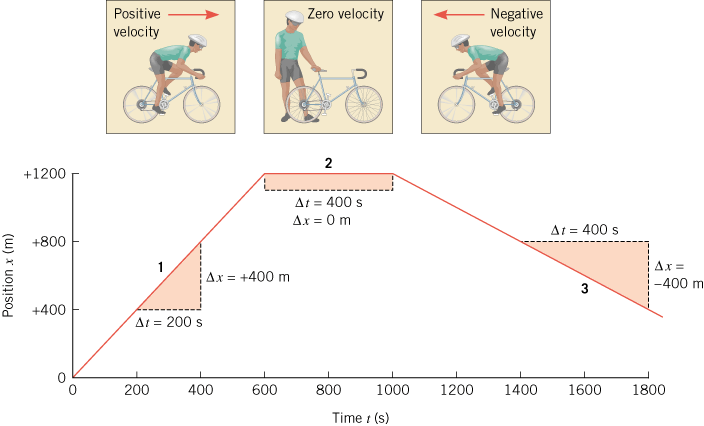 Positive
velocity
Zero velocity
Negative
velocity
2
+1200
Δt = 400 s
Δx = 0 m
Δt = 400 s
+800
1
Δx = +400 m
Δx =
−400 m
3
+400
Δt = 200 s
Position x (m)
0
0 200 400 600 800 1000 1200 1400 1600 1800
Time t (s)